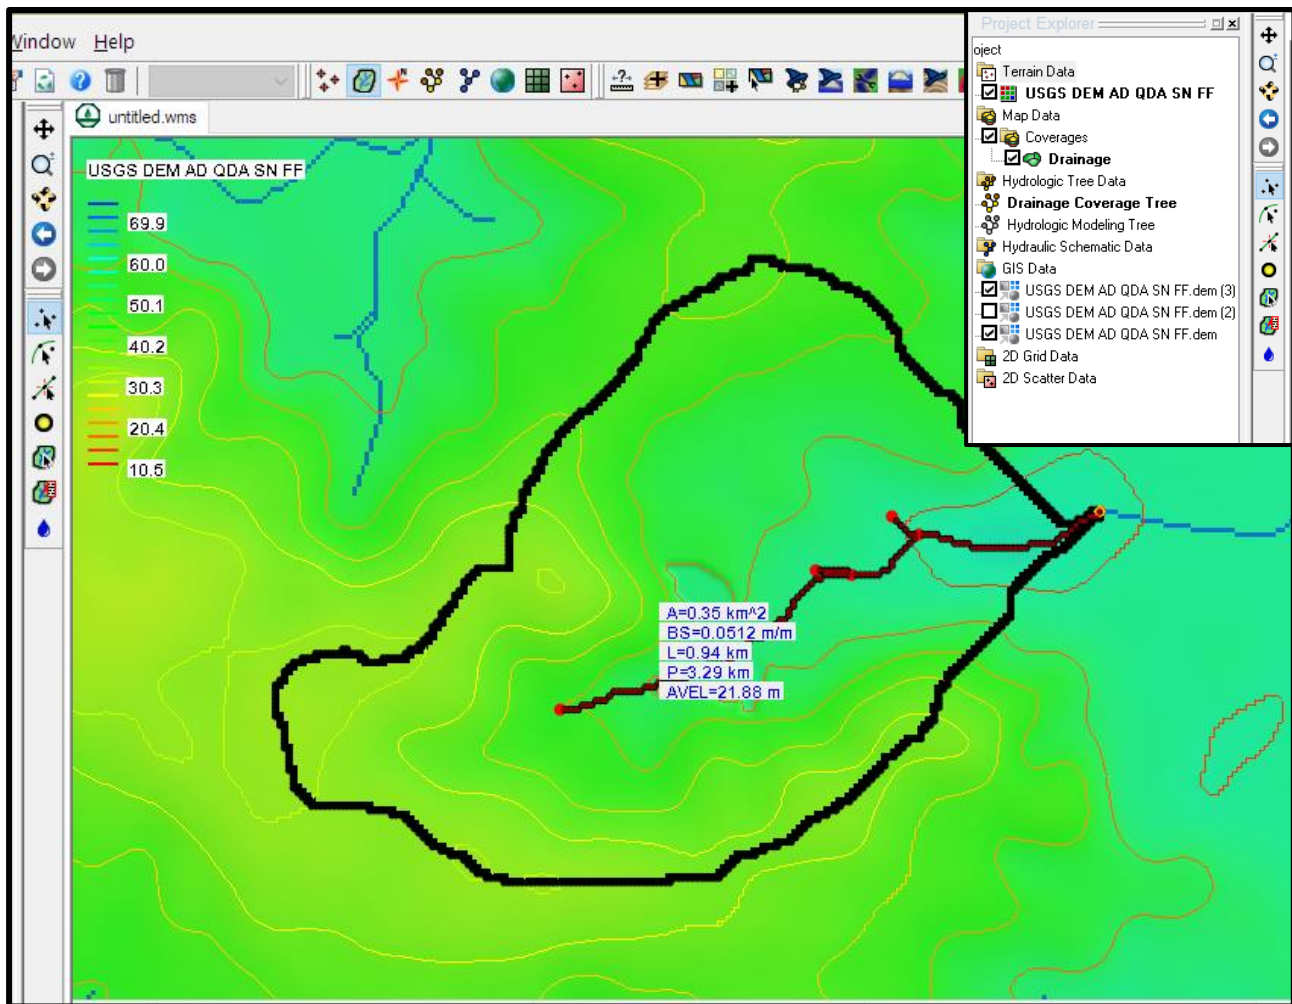 Window Help
untitled.wms
USGS DEM AD QDA SN FF
69.9
60.0
50.1
40.2
30.3
20.4
10.5
A=0.35 km^2
BS=0.0512 m/m
L=0.94 km
P=3.29 km
AVEL=21.88 m
Project Explorer
oject
Terrain Data
USGS DEM AD QDA SN FF
Map Data
Coverages
Drainage
Hydrologic Tree Data
Drainage Coverage Tree
Hydrologic Modeling Tree
Hydraulic Schematic Data
GIS Data
USGS DEM AD QDA SN FF.dem (3)
USGS DEM AD QDA SN FF.dem (2)
USGS DEM AD QDA SN FF.dem
2D Grid Data
2D Scatter Data